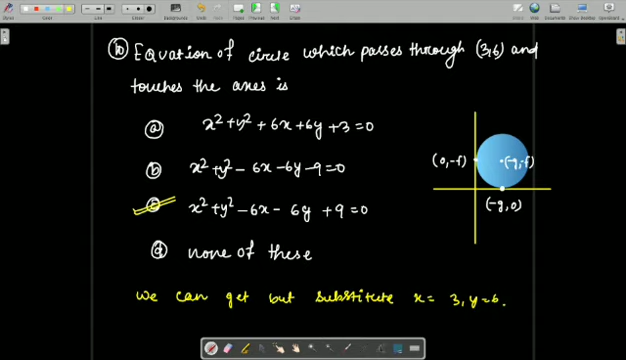 (b) Equation of circle which passes through (3,6) and
touches the axes is
(a) x² + y² + 6x + 6y + 3 = 0
(b) x² + y² - 6x - 6y - 9 = 0
(c) x² + y² - 6x - 6y + 9 = 0
(d) none of these
(0, -f)
(-g, -f)
(-g, 0)
we can get but substitute x = 3, y = 6.